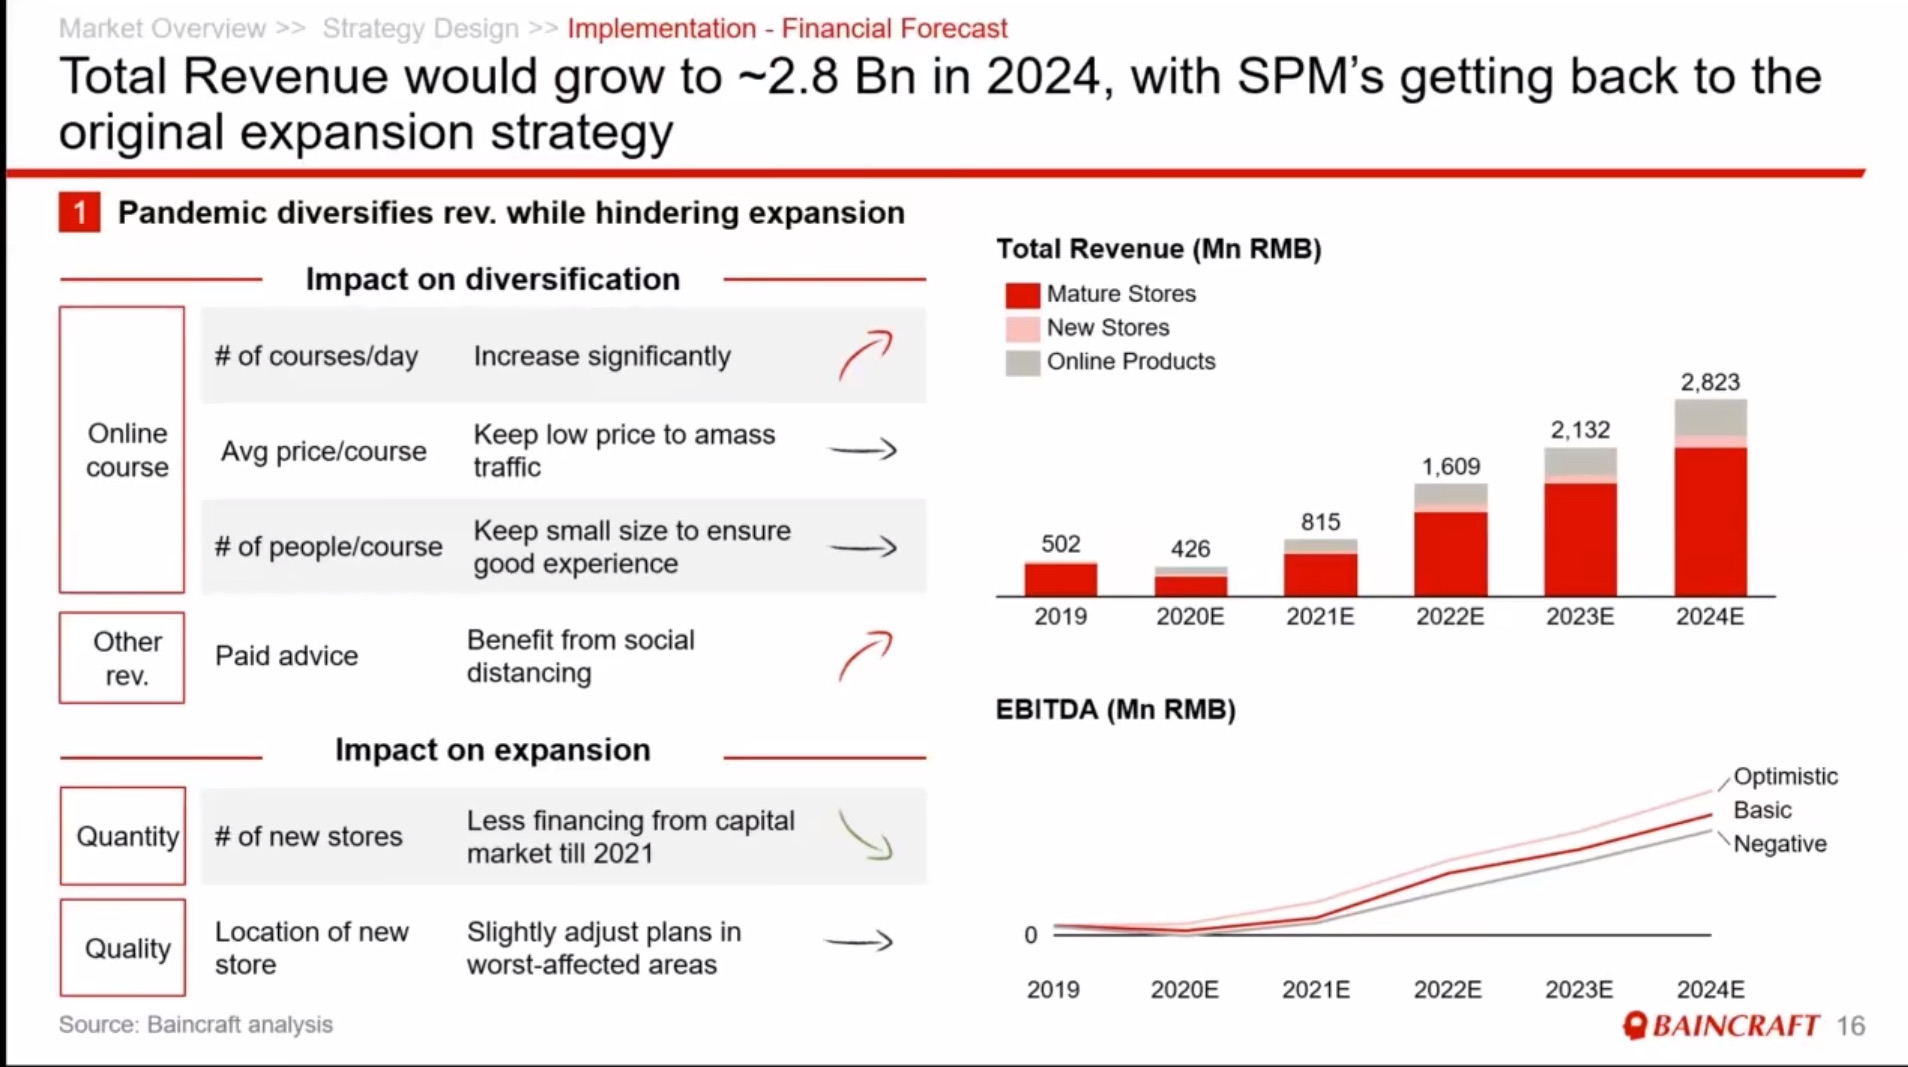 Market Overview >> Strategy Design >> Implementation - Financial Forecast
Total Revenue would grow to ~2.8 Bn in 2024, with SPM’s getting back to the
original expansion strategy
1 Pandemic diversifies rev. while hindering expansion
Impact on diversification
Online
course
# of courses/day
Increase significantly
Avg price/course
Keep low price to amass
traffic
# of people/course
Keep small size to ensure
good experience
Other
rev.
Paid advice
Benefit from social
distancing
Impact on expansion
Quantity
# of new stores
Less financing from capital
market till 2021
Quality
Location of new
store
Slightly adjust plans in
worst-affected areas
Total Revenue (Mn RMB)
Mature Stores
New Stores
Online Products
502
426
815
1,609
2,132
2,823
2019 2020E 2021E 2022E 2023E 2024E
EBITDA (Mn RMB)
Optimistic
Basic
Negative
0
2019 2020E 2021E 2022E 2023E 2024E
Source: Baincraft analysis
BAINCRAFT 16